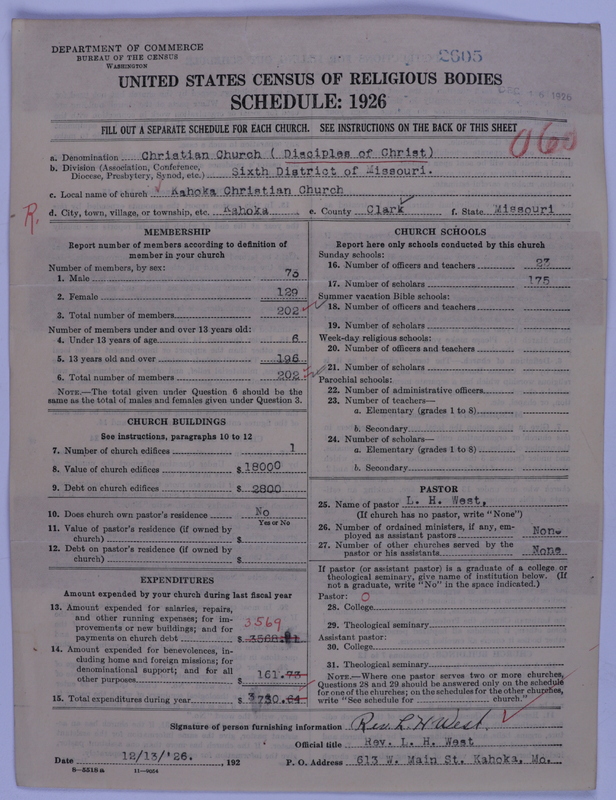 DEPARTMENT OF COMMERCE
BUREAU OF THE CENSUS
WASHINGTON
2605
UNITED STATES CENSUS OF RELIGIOUS BODIES
DEC 16 1926
SCHEDULE: 1926
FILL OUT A SEPARATE SCHEDULE FOR EACH CHURCH. SEE INSTRUCTIONS ON THE BACK OF THIS SHEET
060
a. Denomination Christian Church ( Disciples of Christ)
b. Division (Association, Conference, Diocese, Presbytery, Synod, etc.) Sixth District of Missouri.
c. Local name of church Kahoka Christian Church
R.
d. City, town, village, or township, etc. Kahoka e. County Clark f. State Missouri
MEMBERSHIP
Report number of members according to definition of
member in your church
Number of members, by sex:
1. Male 73
2. Female 129
3. Total number of members 202
Number of members under and over 13 years old:
4. Under 13 years of age 6
5. 13 years old and over 196
6. Total number of members 202
NOTE.—The total given under Question 6 should be
same as the total of males and females given under Question 3.
CHURCH BUILDINGS
See instructions, paragraphs 10 to 12
7. Number of church edifices 1
8. Value of church edifices $18000
9. Debt on church edifices $ 2800
10. Does church own pastor's residence No
Yes or No
11. Value of pastor's residence (if owned by
church) $
12. Debt on pastor's residence (if owned by
church) $
EXPENDITURES
Amount expended by your church during last fiscal year
13. Amount expended for salaries, repairs,
and other running expenses; for im-
provements or new buildings; and for 3569
payments on church debt $ 3568.
14. Amount expended for benevolences, in-
cluding home and foreign missions; for
denominational support; and for all
other purposes $ 161.73
15. Total expenditures during year $ 3730.64
CHURCH SCHOOLS
Report here only schools conducted by this church
Sunday schools:
16. Number of officers and teachers 23
17. Number of scholars 175
Summer vacation Bible schools:
18. Number of officers and teachers
19. Number of scholars
Week-day religious schools:
20. Number of officers and teachers
21. Number of scholars
Parochial schools:
22. Number of administrative officers
23. Number of teachers—
a. Elementary (grades 1 to 8)
b. Secondary
24. Number of scholars—
a. Elementary (grades 1 to 8)
b. Secondary
PASTOR
25. Name of pastor L. H. West,
(If church has no pastor, write "None")
26. Number of ordained ministers, if any, em-
ployed as assistant pastors None
27. Number of other churches served by the
pastor or his assistants None
If pastor (or assistant pastor) is a graduate of a college or
theological seminary, give name of institution below. (If
not a graduate, write "No" in the space indicated.)
Pastor: O
28. College
29. Theological seminary
Assistant pastor:
30. College
31. Theological seminary
NOTE.—Where one pastor serves two or more churches,
Questions 28 and 29 should be answered only on the schedule
for one of the churches; on the schedules for the other churches,
write "See schedule for church."
Signature of person furnishing information Rev. L. H. West.
Official title Rev. L. H. West
Date 12/13/'26. , 192 P. O. Address 613 W. Main St. Kahoka, Mo.
8—5518a 11—9054